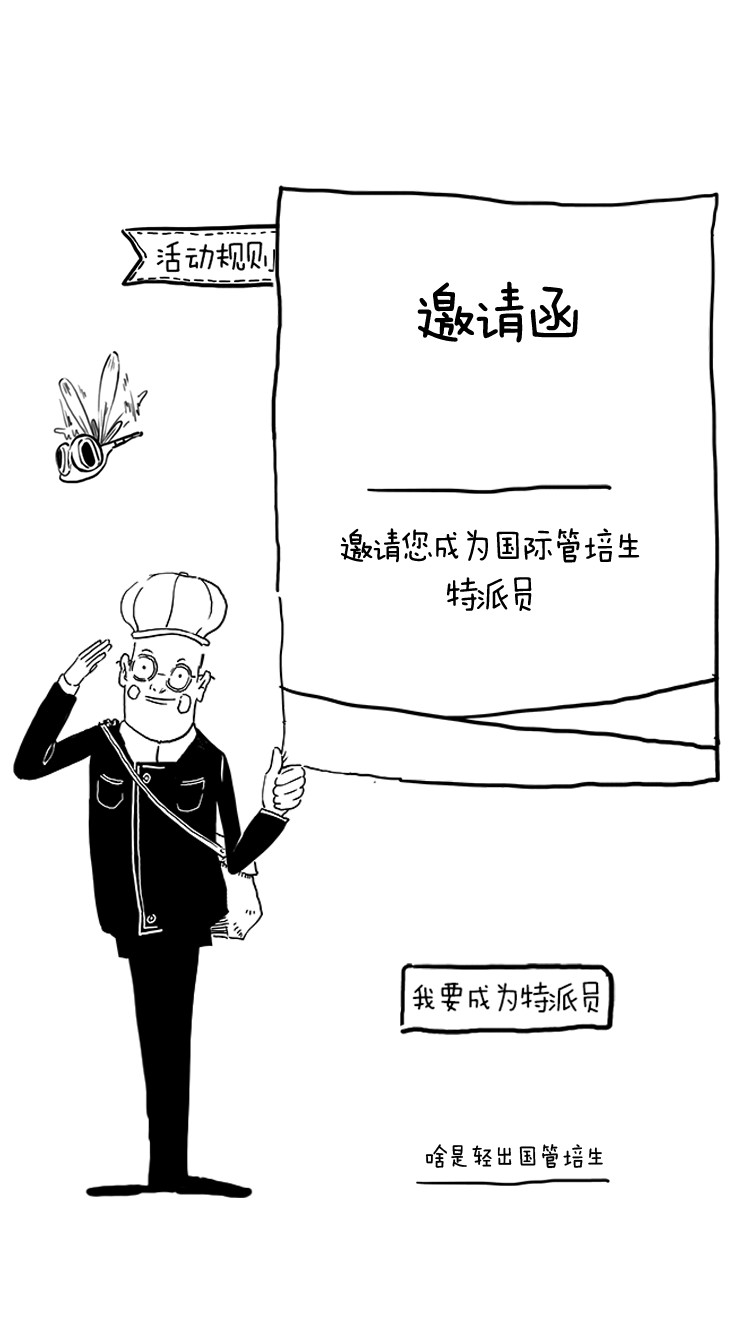 活动规则
邀请函
邀请您成为国际管培生
特派员
我要成为特派员
啥是轻出国管培生